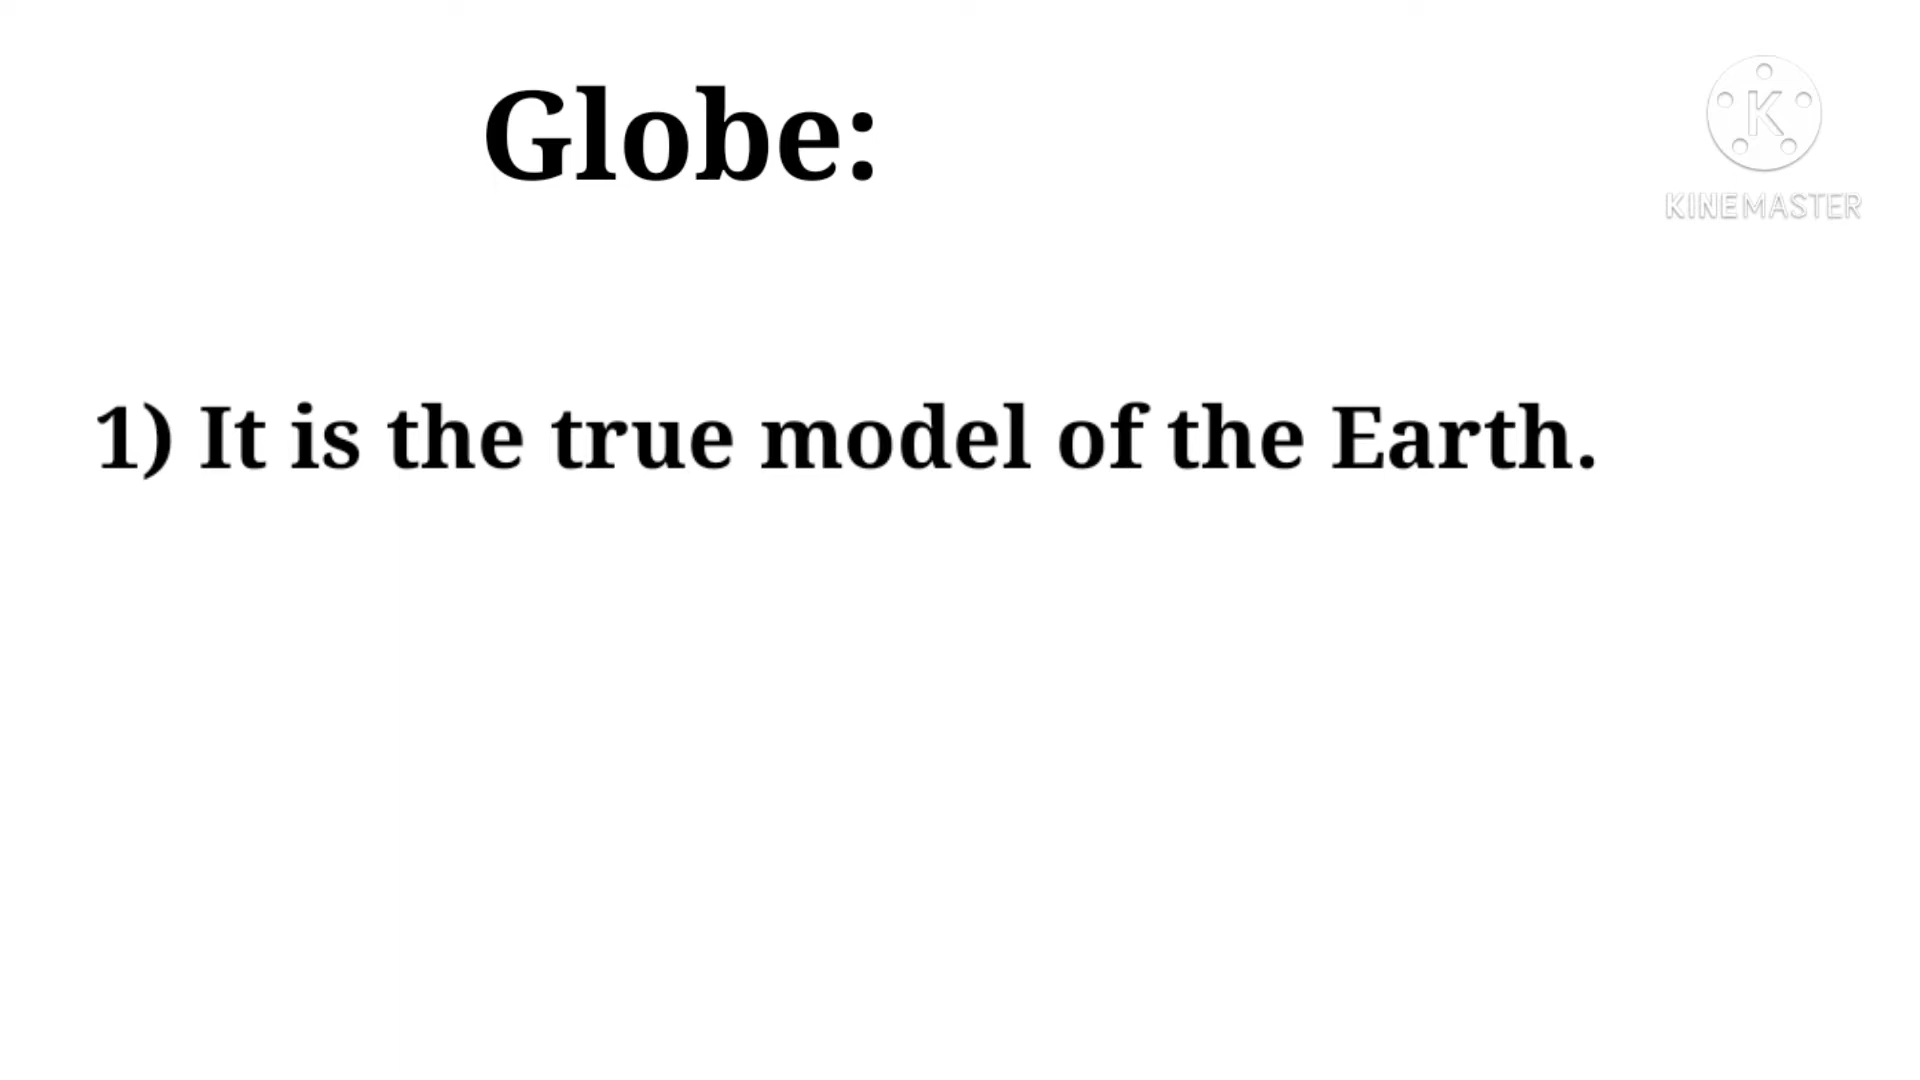 Globe:
K
KINEMASTER
1) It is the true model of the Earth.